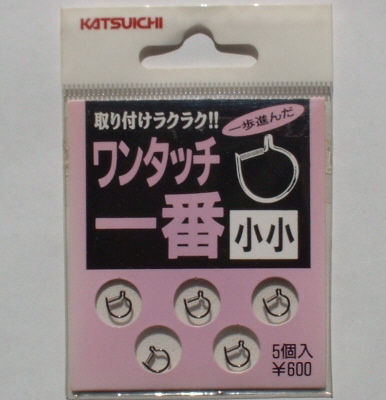 KATSUICHI
取り付けラクラク!!
一歩進んだ
ワンタッチ
一番
小小
5個入
¥600